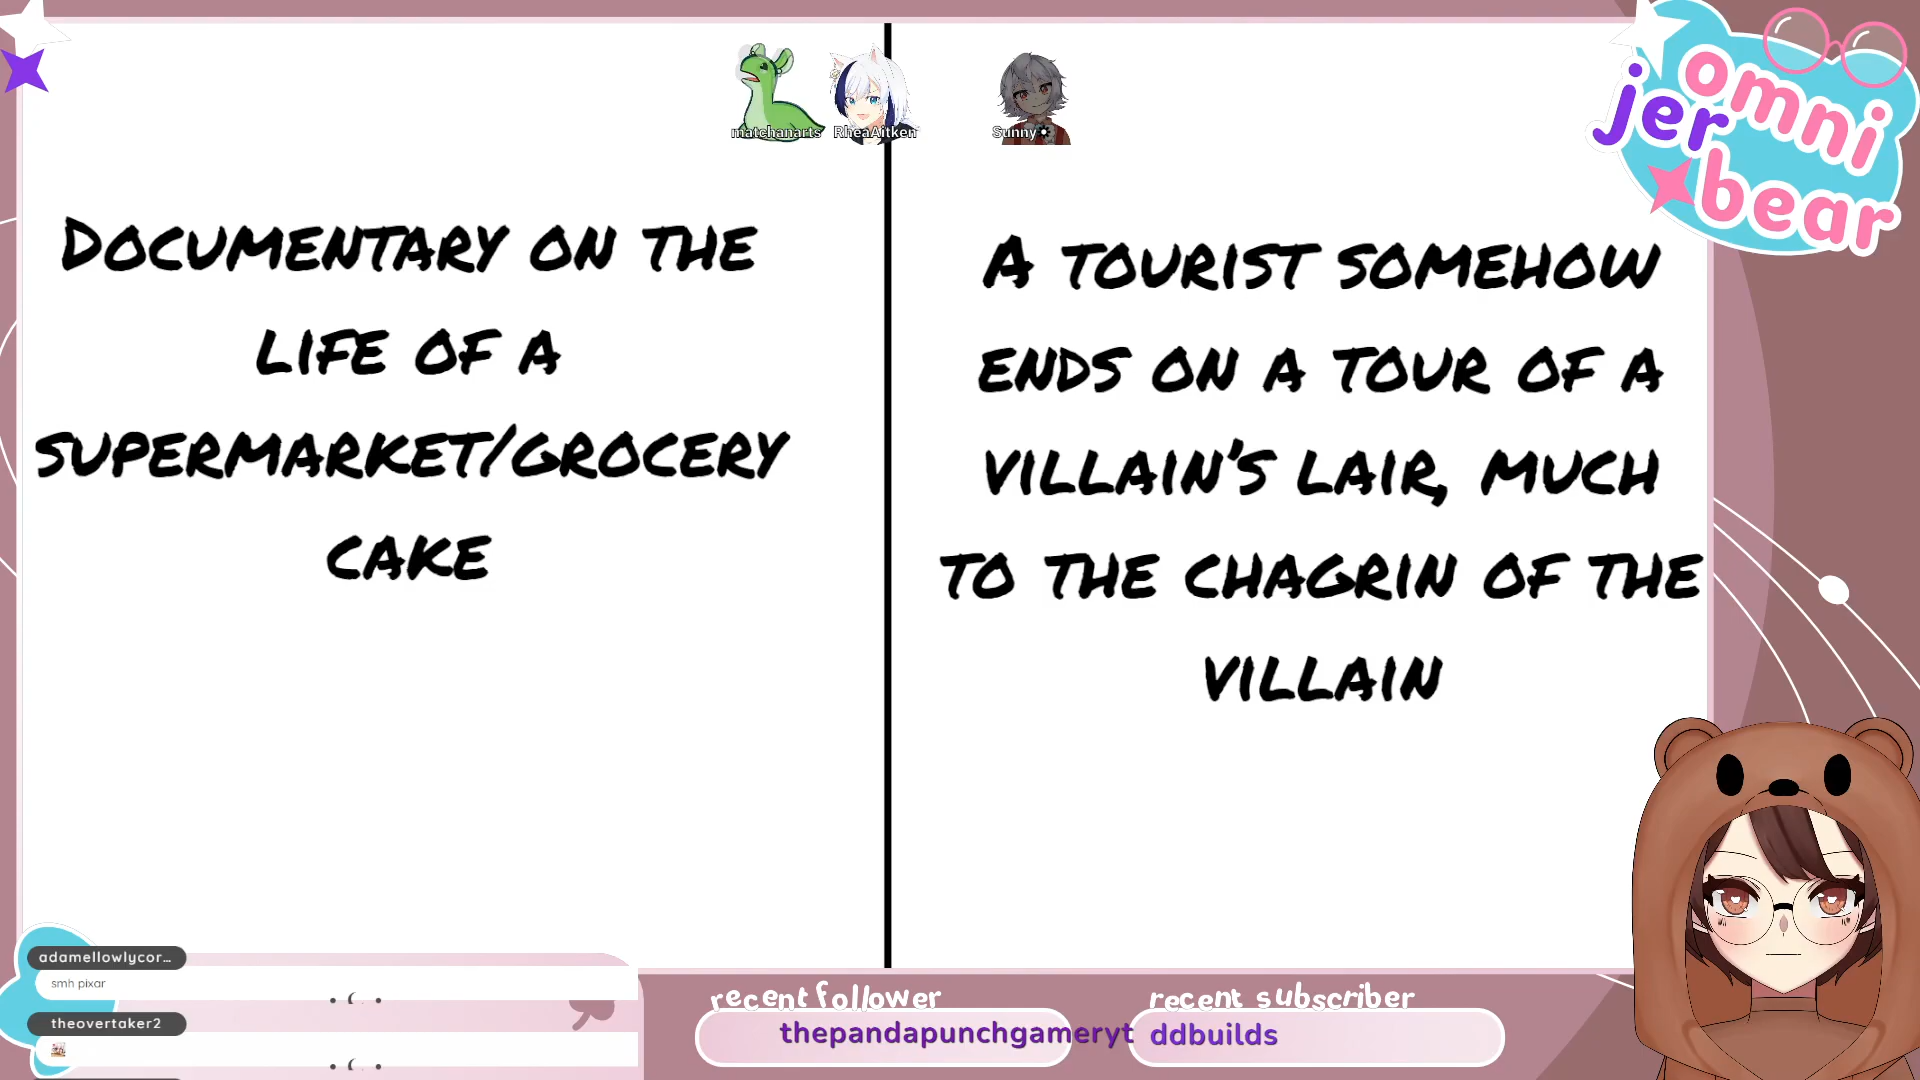 matchanarts
RheaAitken
Sunny
omni
jer
bear
DOCUMENTARY ON THE
LIFE OF A
SUPERMARKET/GROCERY
CAKE
A TOURIST SOMEHOW
ENDS ON A TOUR OF A
VILLAIN'S LAIR, MUCH
TO THE CHAGRIN OF THE
VILLAIN
adamellowlycor...
smh pixar
theovertaker2
recent follower
thepandapunchgameryt
recent subscriber
ddbuilds